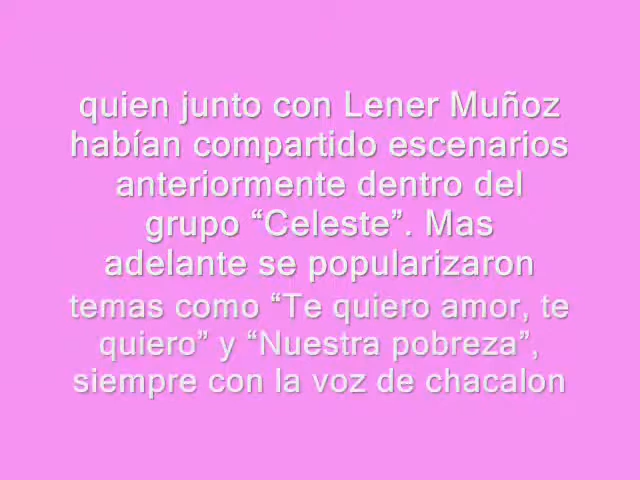 quien junto con Lener Muñoz
habían compartido escenarios
anteriormente dentro del
grupo “Celeste”. Mas
adelante se popularizaron
temas como “Te quiero amor, te
quiero” y “Nuestra pobreza”,
siempre con la voz de chacalon